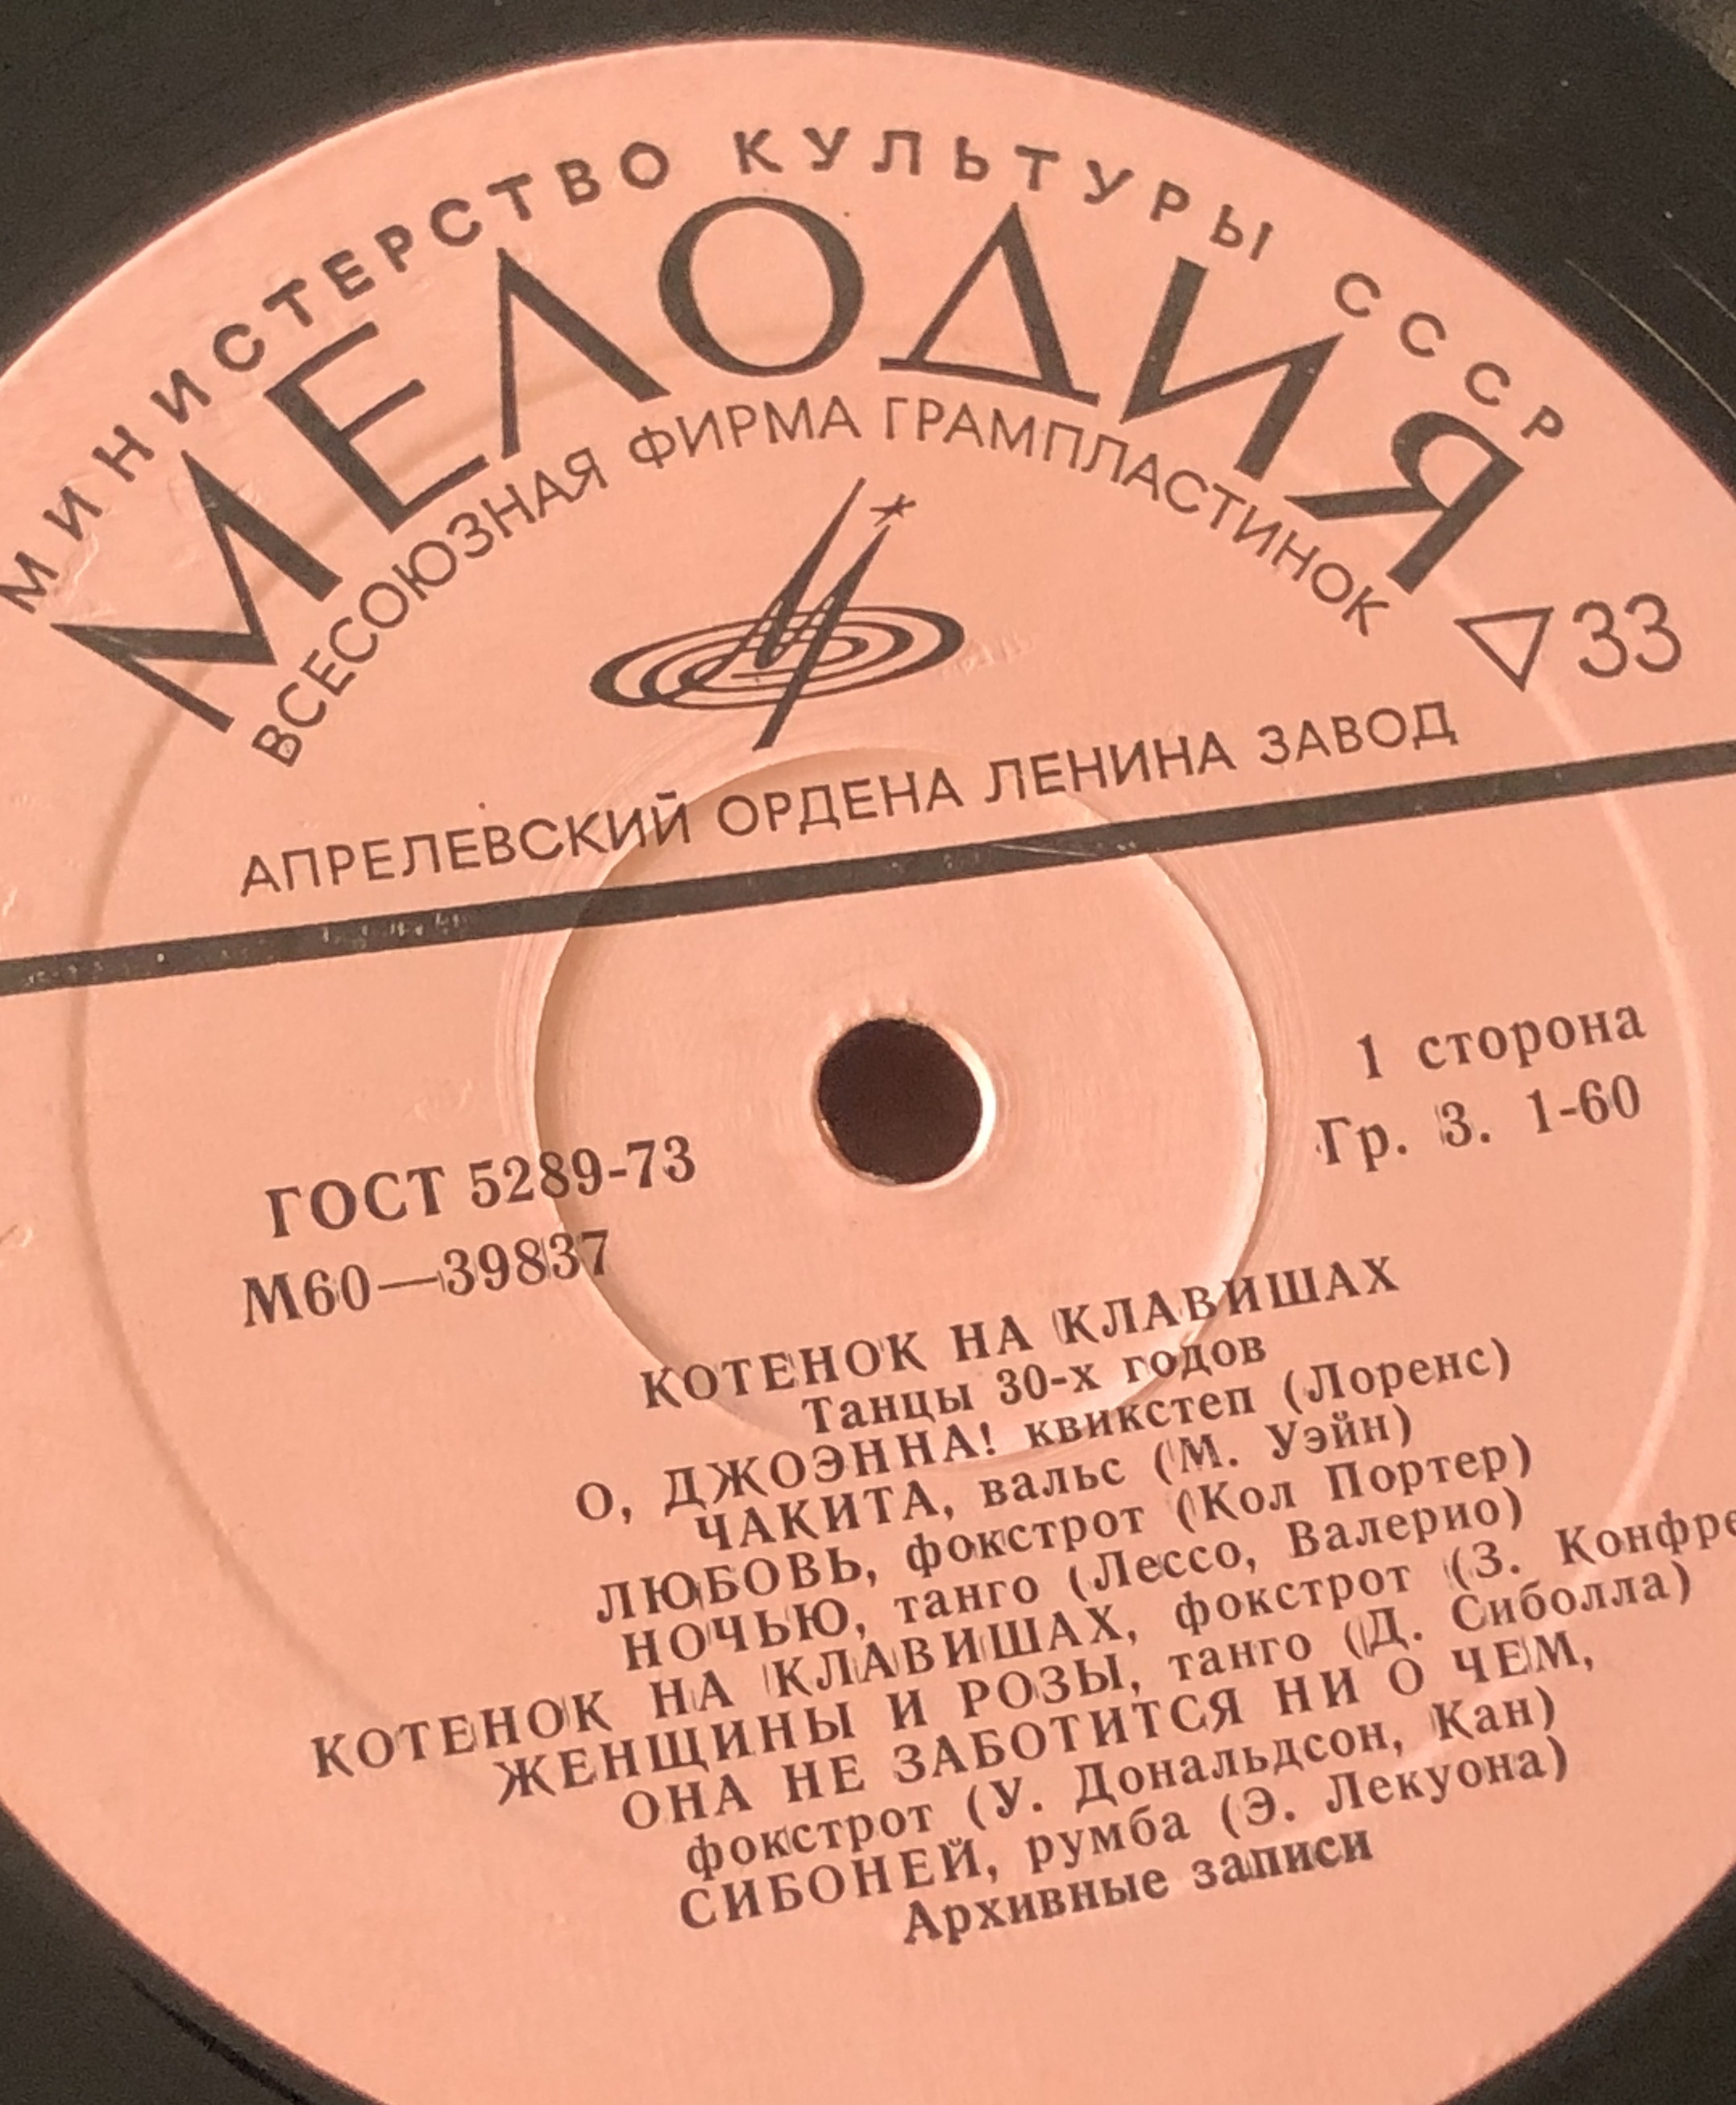 МИНИСТЕРСТВО КУЛЬТУРЫ СССР
МЕЛОДИЯ
ВСЕСОЮЗНАЯ ФИРМА ГРАМПЛАСТИНОК
33
АПРЕЛЕВСКИЙ ОРДЕНА ЛЕНИНА ЗАВОД
1 сторона
Гр. 3. 1-60
ГОСТ 5289-73
М60—39837
КОТЕНОК НА КЛАВИШАХ
Танцы 30-х годов
О, ДЖОЭННА! квикстеп (Лоренс)
ЧАКИТА, вальс (М. Уэйн)
ЛЮБОВЬ, фокстрот (Кол Портер)
НОЧЬЮ, танго (Лессо, Валерио)
КОТЕНОК НА КЛАВИШАХ, фокстрот (З. Конфре
ЖЕНЩИНЫ И РОЗЫ, танго (Д. Сиболла)
ОНА НЕ ЗАБОТИТСЯ НИ О ЧЕМ,
фокстрот (У. Дональдсон, Кан)
СИБОНЕЙ, румба (Э. Лекуона)
Архивные записи